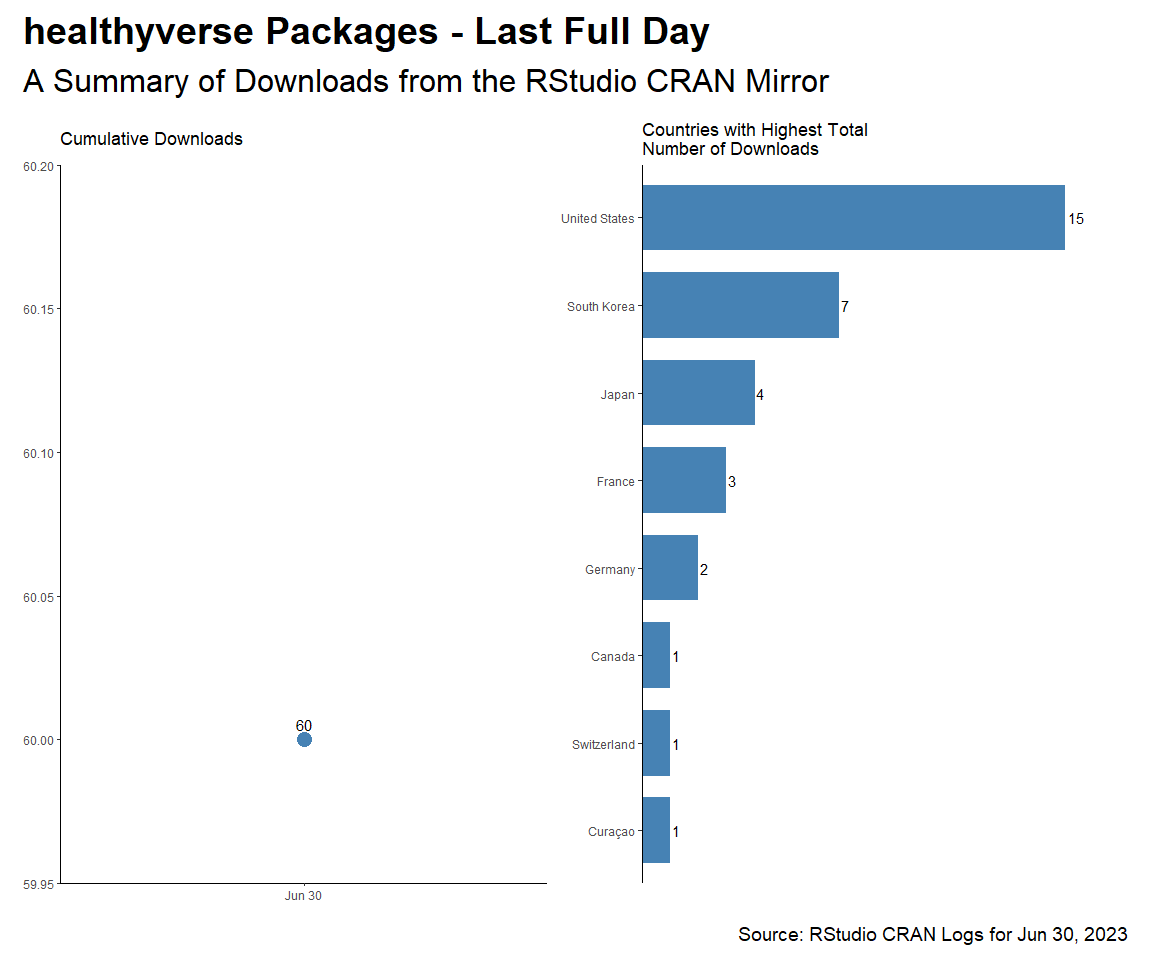 healthyverse Packages - Last Full Day
A Summary of Downloads from the RStudio CRAN Mirror
Cumulative Downloads
60.20
60.15
60.10
60.05
60.00
59.95
60
Jun 30
Countries with Highest Total
Number of Downloads
United States 15
South Korea 7
Japan 4
France 3
Germany 2
Canada 1
Switzerland 1
Curaçao 1
Source: RStudio CRAN Logs for Jun 30, 2023